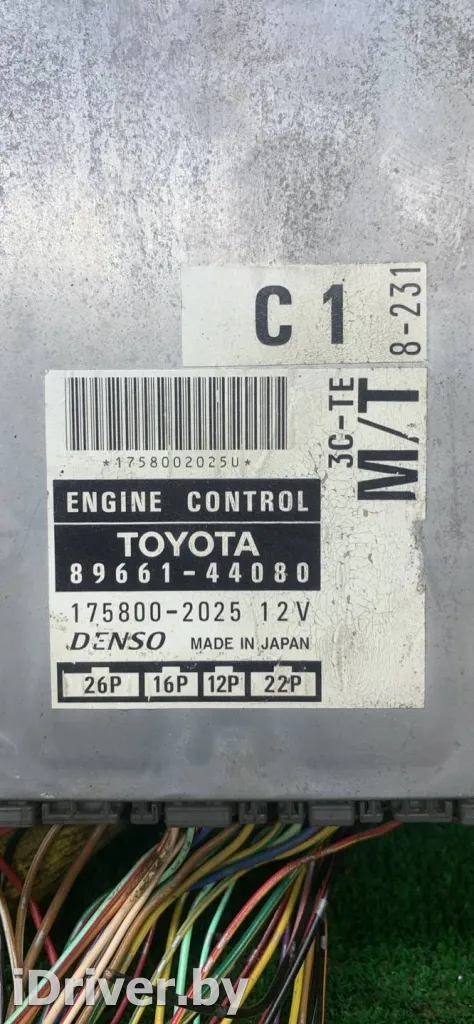 C1
8-231
*1758002025U*
3C-TE
M/T
ENGINE CONTROL
TOYOTA
89661-44080
175800-2025 12V
DENSO MADE IN JAPAN
26P 16P 12P 22P
iDriver.by